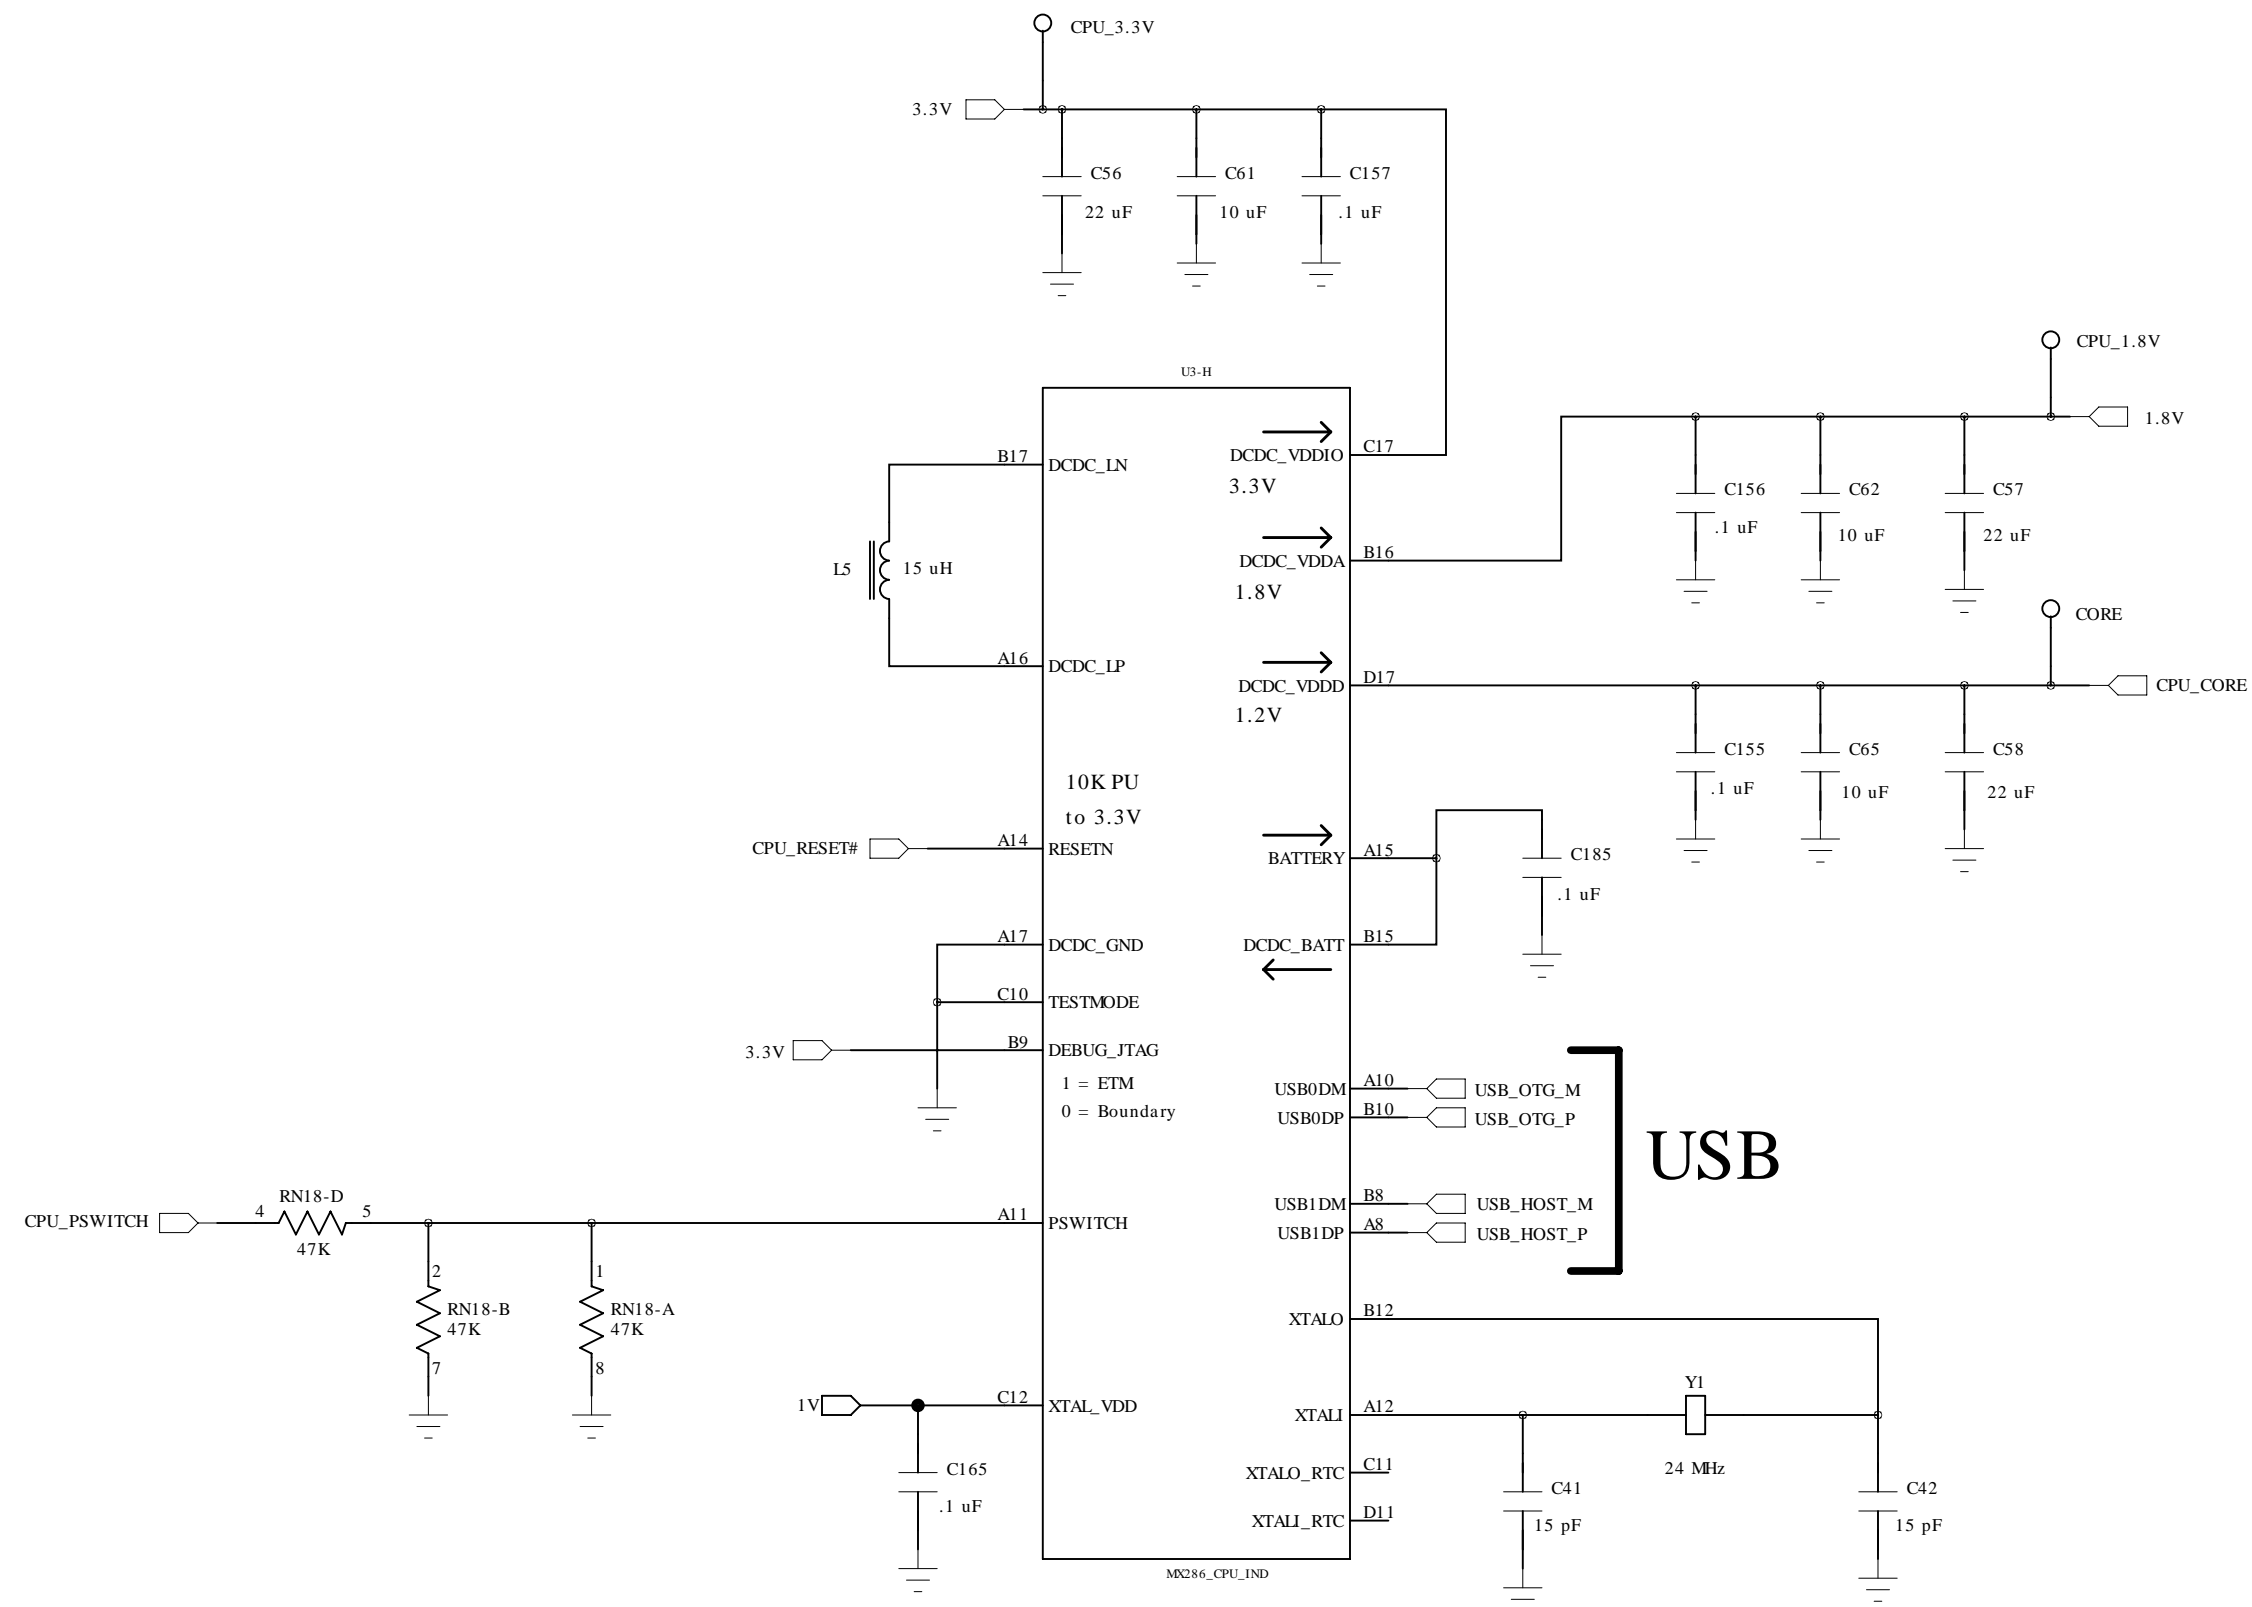 CPU_3.3V
3.3V
C56
22 uF
C61
10 uF
C157
.1 uF
CPU_1.8V
1.8V
U3-H
B17
DCDC_LN
DCDC_VDDIO
C17
3.3V
C156
.1 uF
C62
10 uF
C57
22 uF
L5
15 uH
DCDC_VDDA
B16
1.8V
CORE
A16
DCDC_LP
DCDC_VDDD
D17
CPU_CORE
1.2V
C155
.1 uF
C65
10 uF
C58
22 uF
10K PU
to 3.3V
CPU_RESET#
A14
RESETN
BATTERY
A15
C185
.1 uF
A17
DCDC_GND
DCDC_BATT
B15
C10
TESTMODE
3.3V
B9
DEBUG_JTAG
1 = ETM
0 = Boundary
USB0DM
A10
USB_OTG_M
USB0DP
B10
USB_OTG_P
USB
USB1DM
B8
USB_HOST_M
USB1DP
A8
USB_HOST_P
CPU_PSWITCH
4
RN18-D
5
47K
A11
PSWITCH
2
RN18-B
47K
7
1
RN18-A
47K
8
XTALO
B12
1V
C12
XTAL_VDD
XTALI
A12
Y1
24 MHz
C165
.1 uF
XTALO_RTC
C11
XTALI_RTC
D11
C41
15 pF
C42
15 pF
MX286_CPU_IND